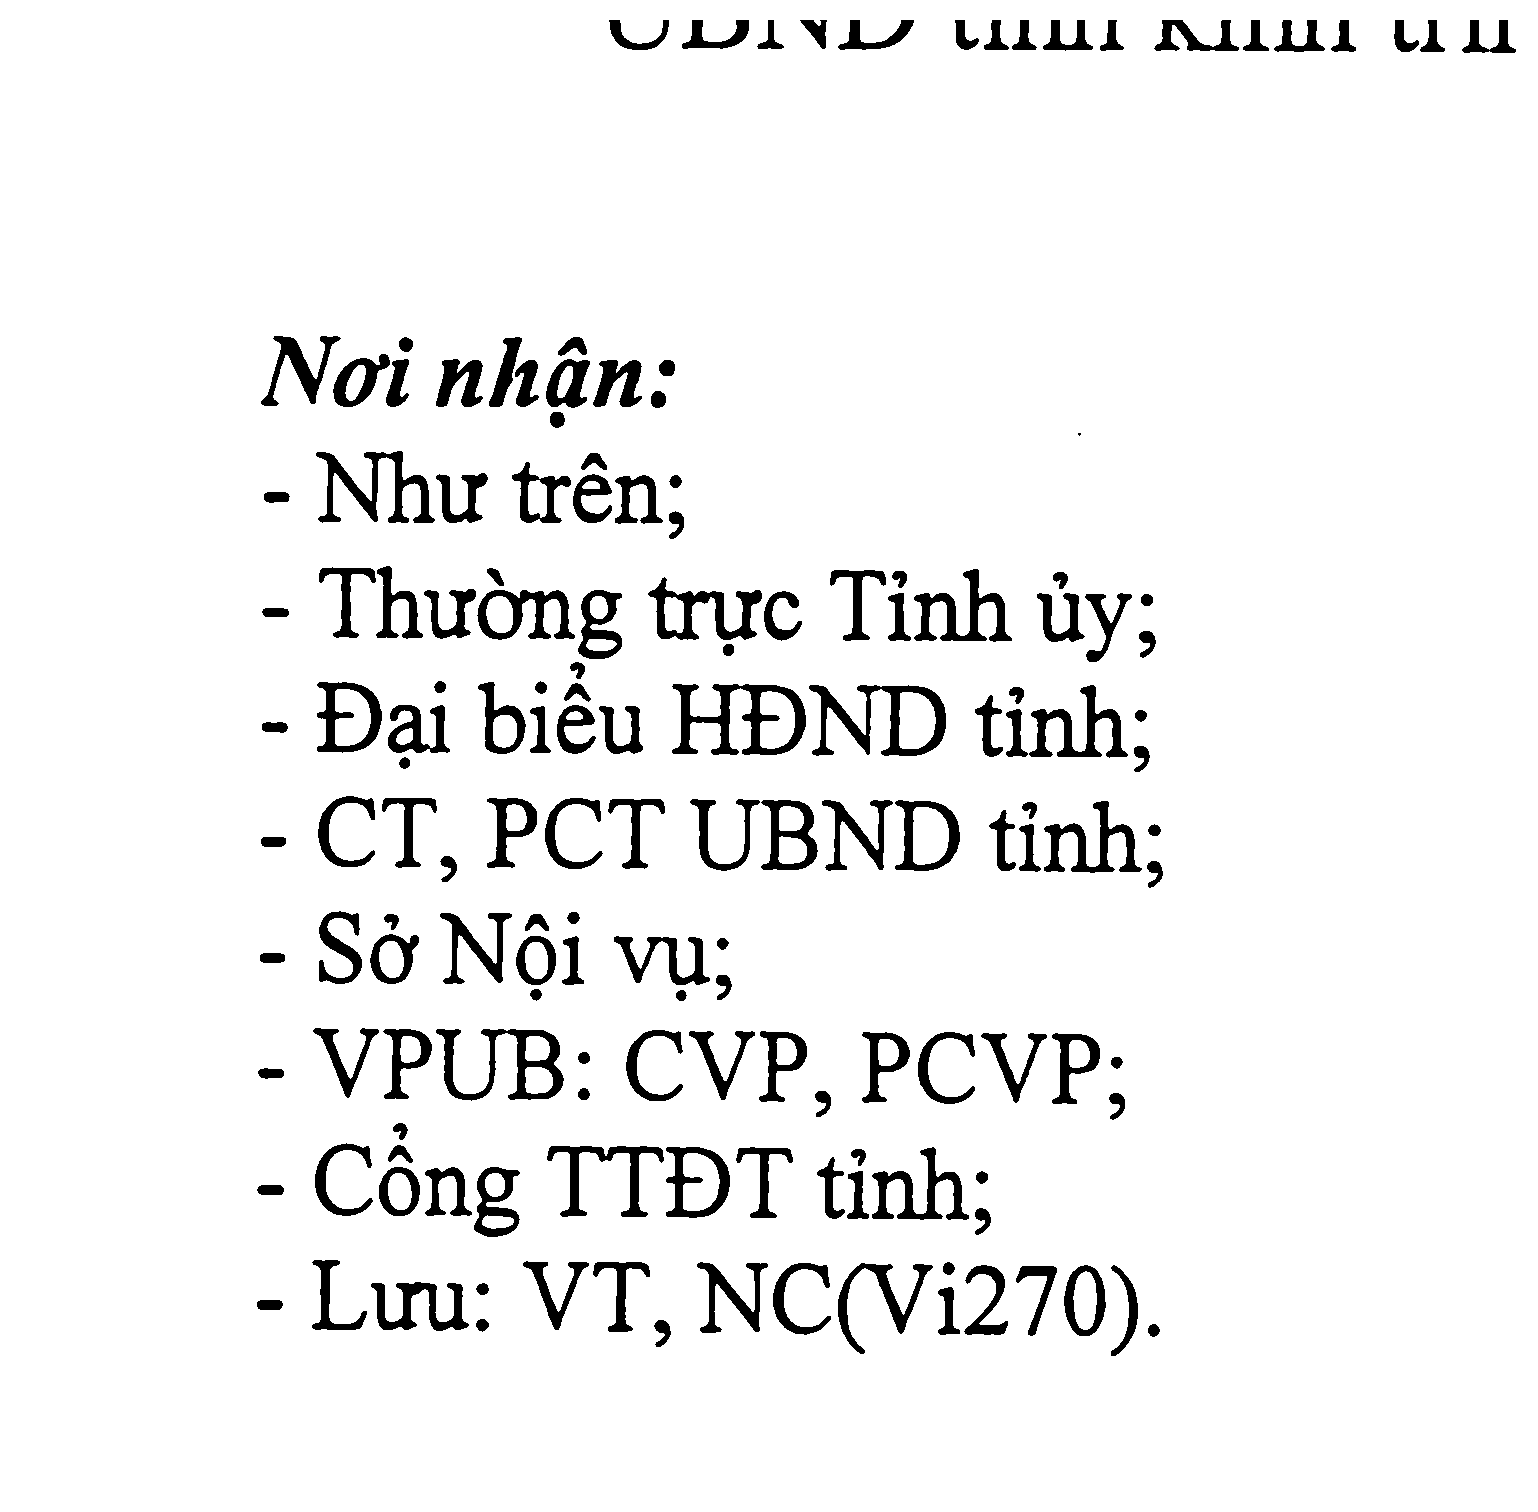 Nơi nhận:
- Như trên;
- Thường trực Tỉnh ủy;
- Đại biểu HĐND tỉnh;
- CT, PCT UBND tỉnh;
- Sở Nội vụ;
- VPUB: CVP, PCVP;
- Cổng TTĐT tỉnh;
- Lưu: VT, NC(Vi270).